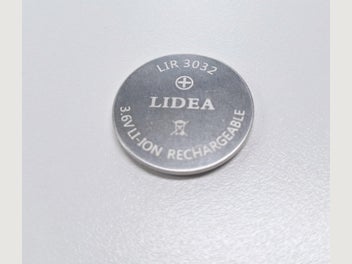 LIR 3032
LIDEA
3.6V LI-ION RECHARGEABLE